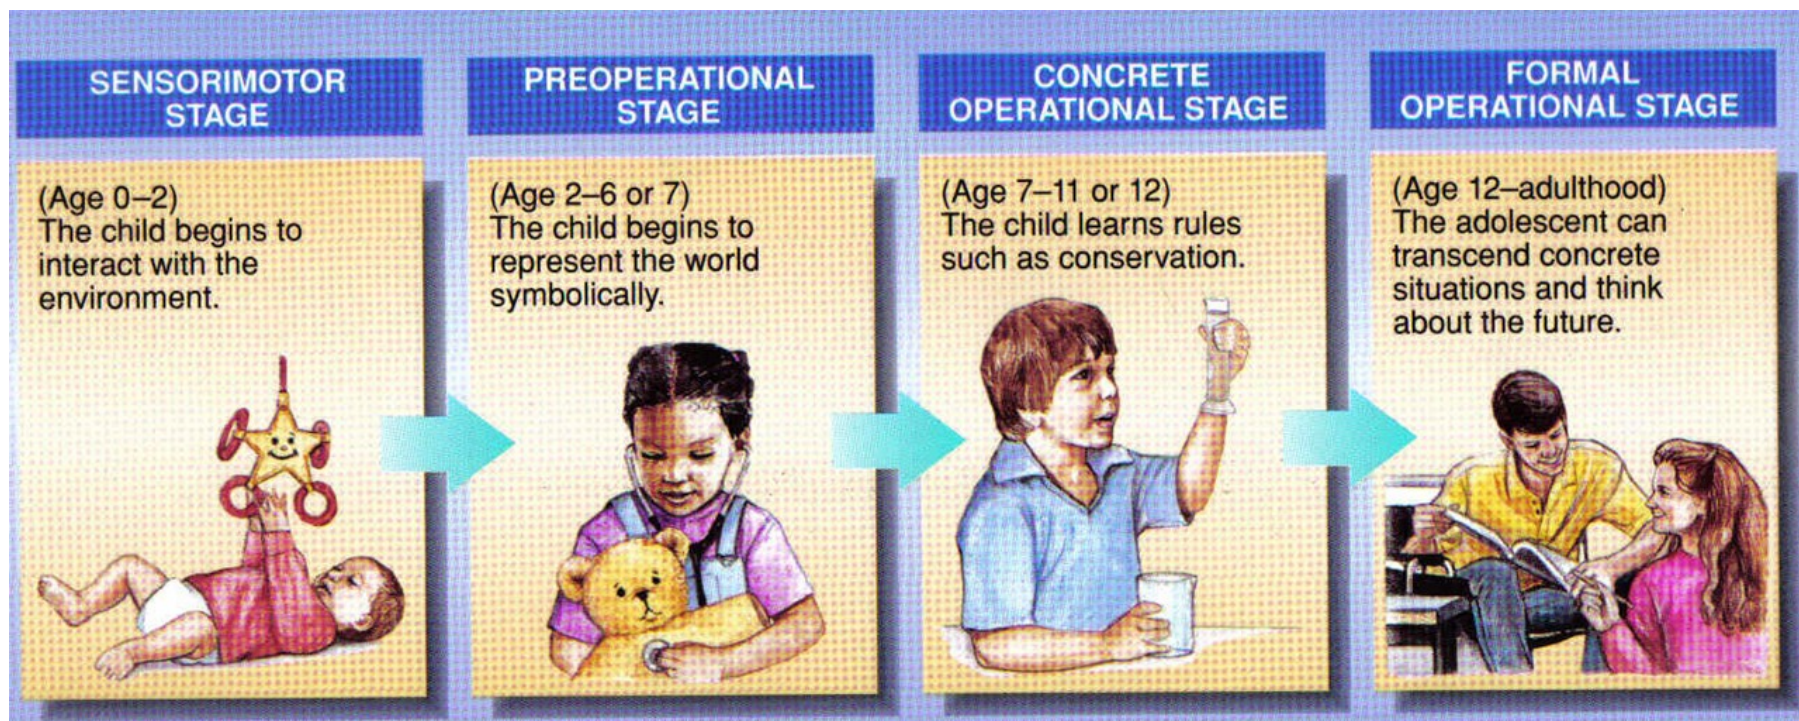 SENSORIMOTOR
STAGE
(Age 0–2)
The child begins to
interact with the
environment.
PREOPERATIONAL
STAGE
(Age 2–6 or 7)
The child begins to
represent the world
symbolically.
CONCRETE
OPERATIONAL STAGE
(Age 7–11 or 12)
The child learns rules
such as conservation.
FORMAL
OPERATIONAL STAGE
(Age 12–adulthood)
The adolescent can
transcend concrete
situations and think
about the future.